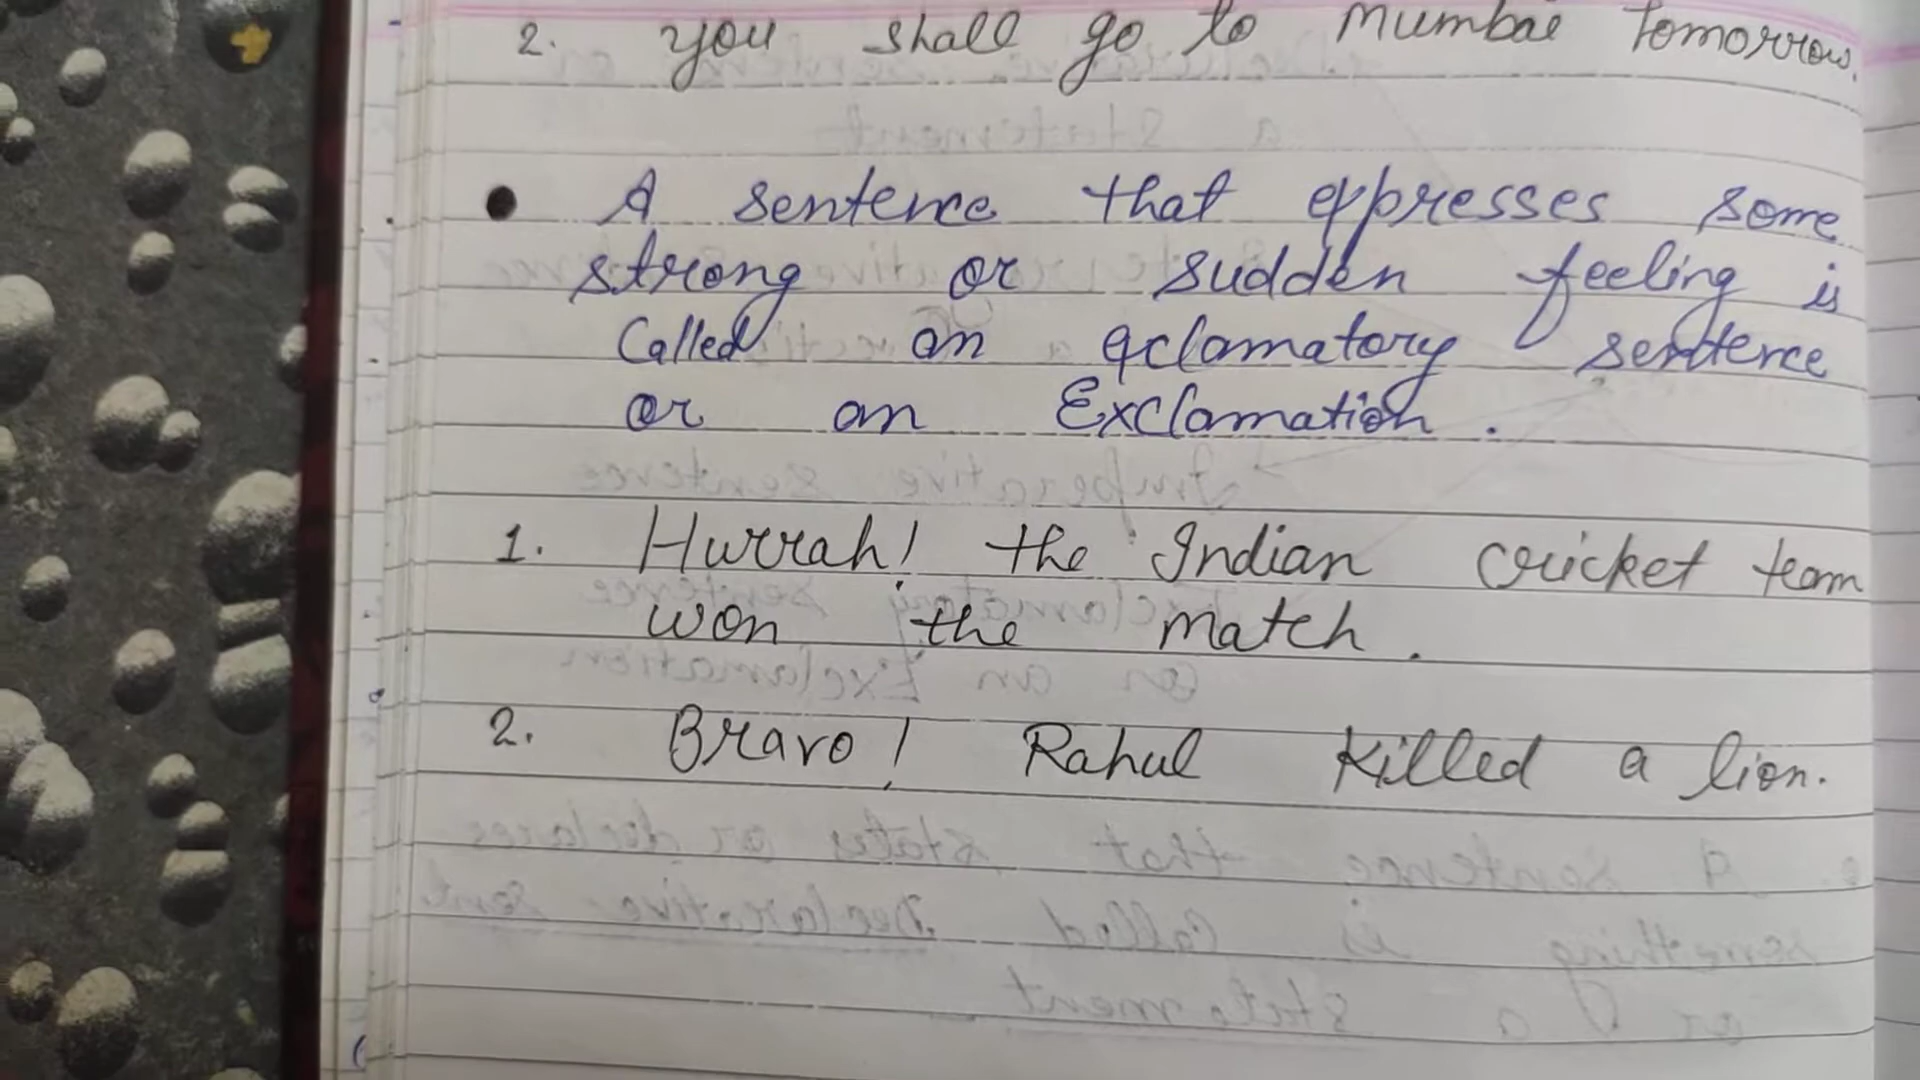 2. you shall go to Mumbai Tomorrow.
• A sentence that expresses some
strong or sudden feeling is
Called an qclamatory sentence
or an Exclamation.
1. Hurrah! the Indian cricket team
won the match.
2. Bravo! Rahul Killed a lion.